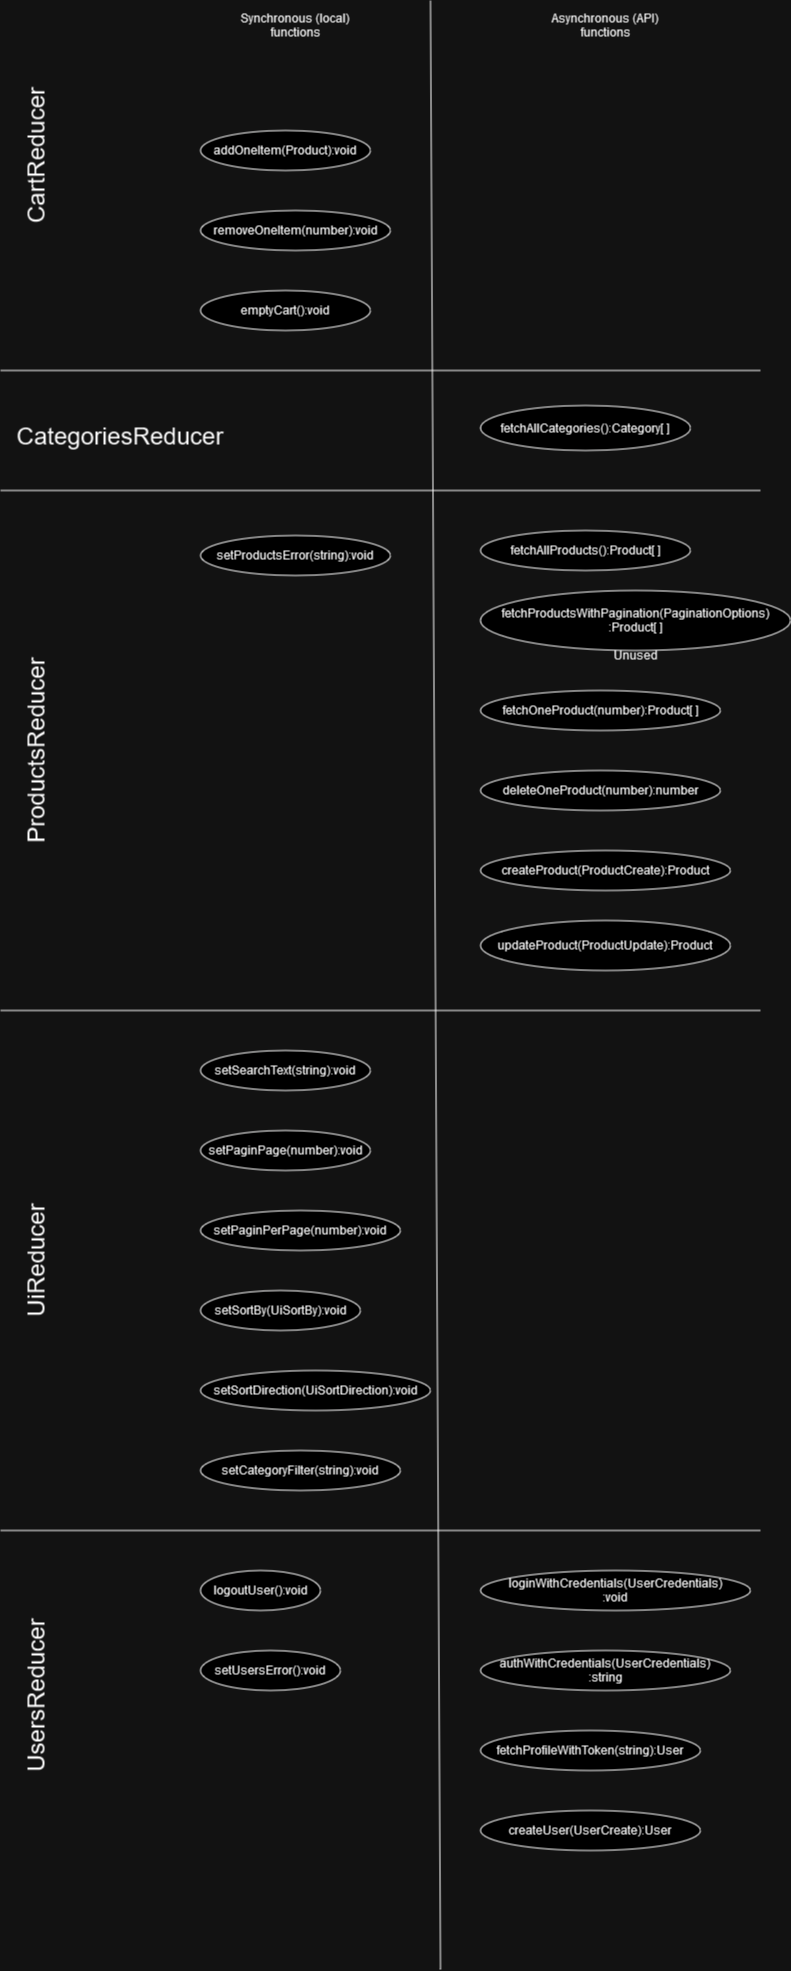 Synchronous (local)
functions
Asynchronous (API)
functions
CartReducer
addOneItem(Product):void
removeOneItem(number):void
emptyCart():void
CategoriesReducer
fetchAllCategories():Category[ ]
ProductsReducer
setProductsError(string):void
fetchAllProducts():Product[ ]
fetchProductsWithPagination(PaginationOptions)
:Product[ ]
Unused
fetchOneProduct(number):Product[ ]
deleteOneProduct(number):number
createProduct(ProductCreate):Product
updateProduct(ProductUpdate):Product
UiReducer
setSearchText(string):void
setPaginPage(number):void
setPaginPerPage(number):void
setSortBy(UiSortBy):void
setSortDirection(UiSortDirection):void
setCategoryFilter(string):void
UsersReducer
logoutUser():void
setUsersError():void
loginWithCredentials(UserCredentials)
:void
authWithCredentials(UserCredentials)
:string
fetchProfileWithToken(string):User
createUser(UserCreate):User